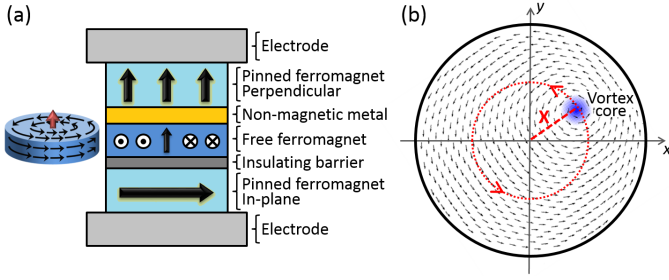 (a)
Electrode
Pinned ferromagnet
Perpendicular
Non-magnetic metal
Free ferromagnet
Insulating barrier
Pinned ferromagnet
In-plane
Electrode
(b)
y
Vortex
core
X
x